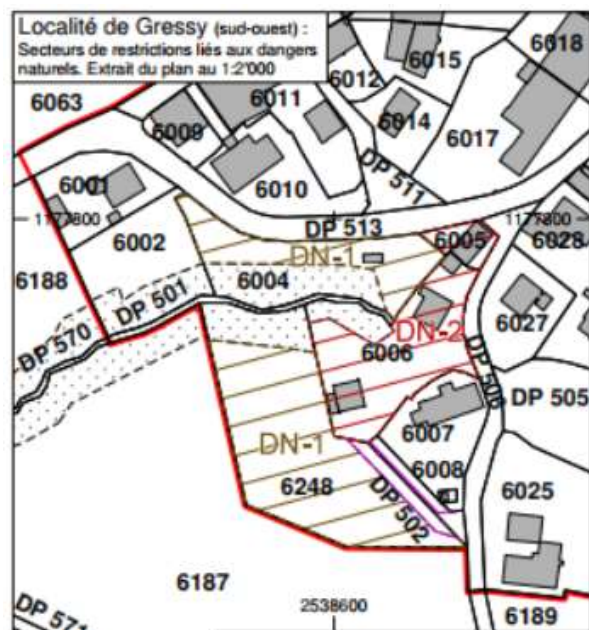 Localité de Gressy (sud-ouest) :
Secteurs de restrictions liés aux dangers
naturels. Extrait du plan au 1:2'000
6018
6015
6012
6063
6011
6014
6009
6017
DP 511
6001
6010
1177800
DP 513
1177800
6005
6028
6002
DN-1
6188
6004
DP 501
6027
DP 570
DN-2
6006
DP 506
DP 505
6007
DN-1
6008
6248
DP 502
6025
6187
2538600
DP 571
6189